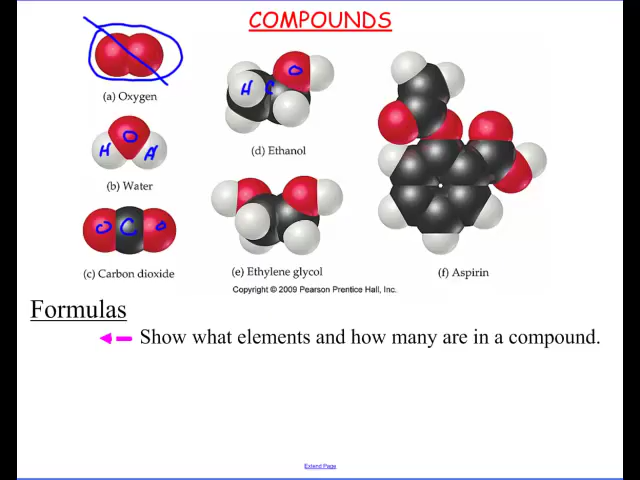 COMPOUNDS
(a) Oxygen
O
H H
(b) Water
O C O
(c) Carbon dioxide
H C O
(d) Ethanol
(e) Ethylene glycol
(f) Aspirin
Copyright © 2009 Pearson Prentice Hall, Inc.
Formulas
Show what elements and how many are in a compound.
Extend Page